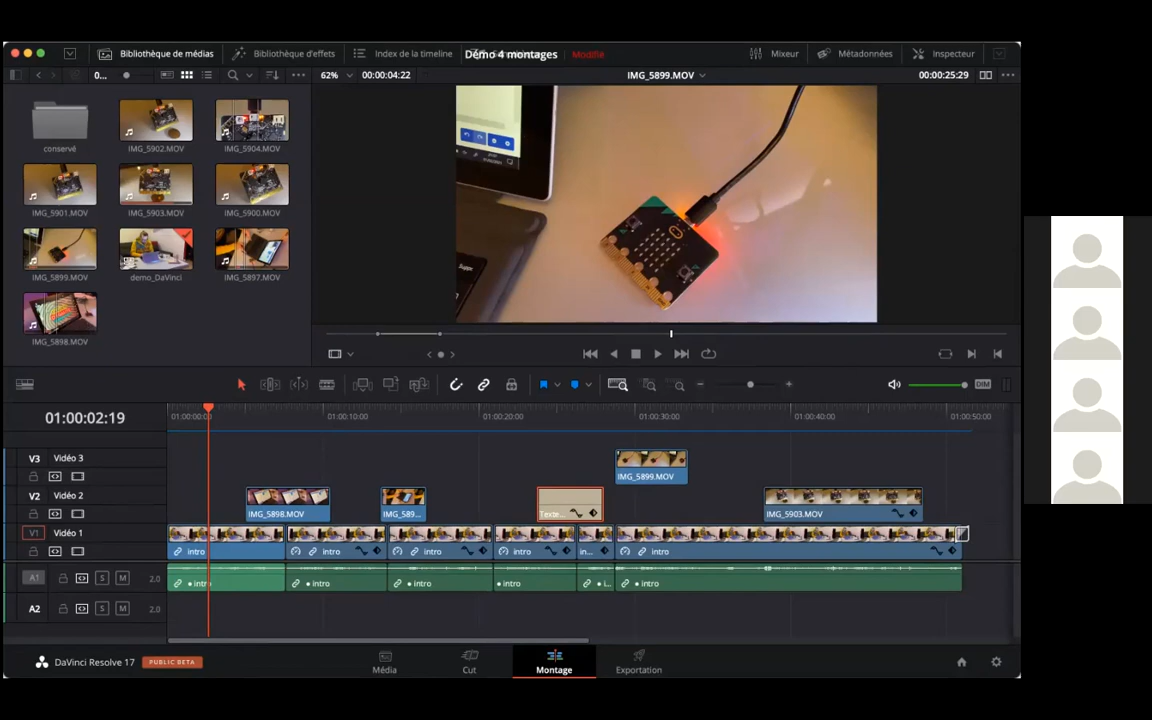 Bibliothèque de médias Bibliothèque d'effets Index de la timeline Démo 4 montages Modifié Mixeur Métadonnées Inspecteur
0... 62% 00:00:04:22 IMG_5899.MOV 00:00:25:29
conservé IMG_5902.MOV IMG_5904.MOV
IMG_5901.MOV IMG_5903.MOV IMG_5900.MOV
IMG_5899.MOV demo_DaVinci IMG_5897.MOV
IMG_5898.MOV
DIM
01:00:02:19 01:00:00:00 01:00:10:00 01:00:20:00 01:00:30:00 01:00:40:00 01:00:50:00
V3 Vidéo 3
IMG_5899.MOV
V2 Vidéo 2
IMG_5898.MOV IMG_589... Texte... IMG_5903.MOV
V1 Vidéo 1
intro intro intro intro in... intro
A1 S M 2.0 intro intro intro intro i... intro
A2 S M 2.0
DaVinci Resolve 17 PUBLIC BETA Média Cut Montage Exportation